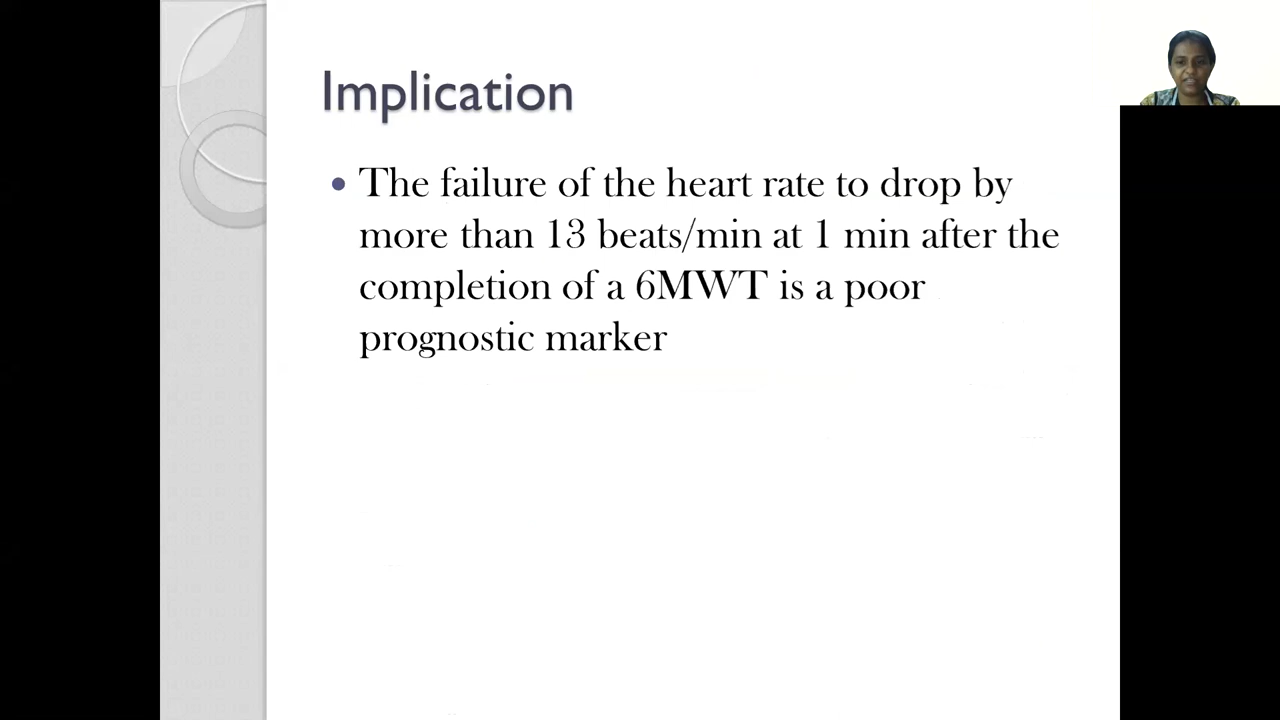 Implication
• The failure of the heart rate to drop by
more than 13 beats/min at 1 min after the
completion of a 6MWT is a poor
prognostic marker